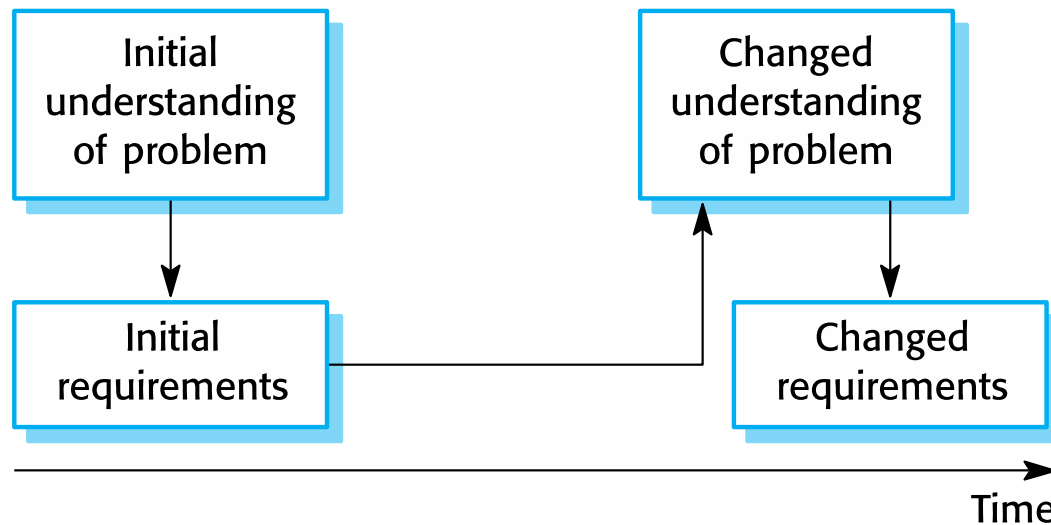 Initial
understanding
of problem
Changed
understanding
of problem
Initial
requirements
Changed
requirements
Time